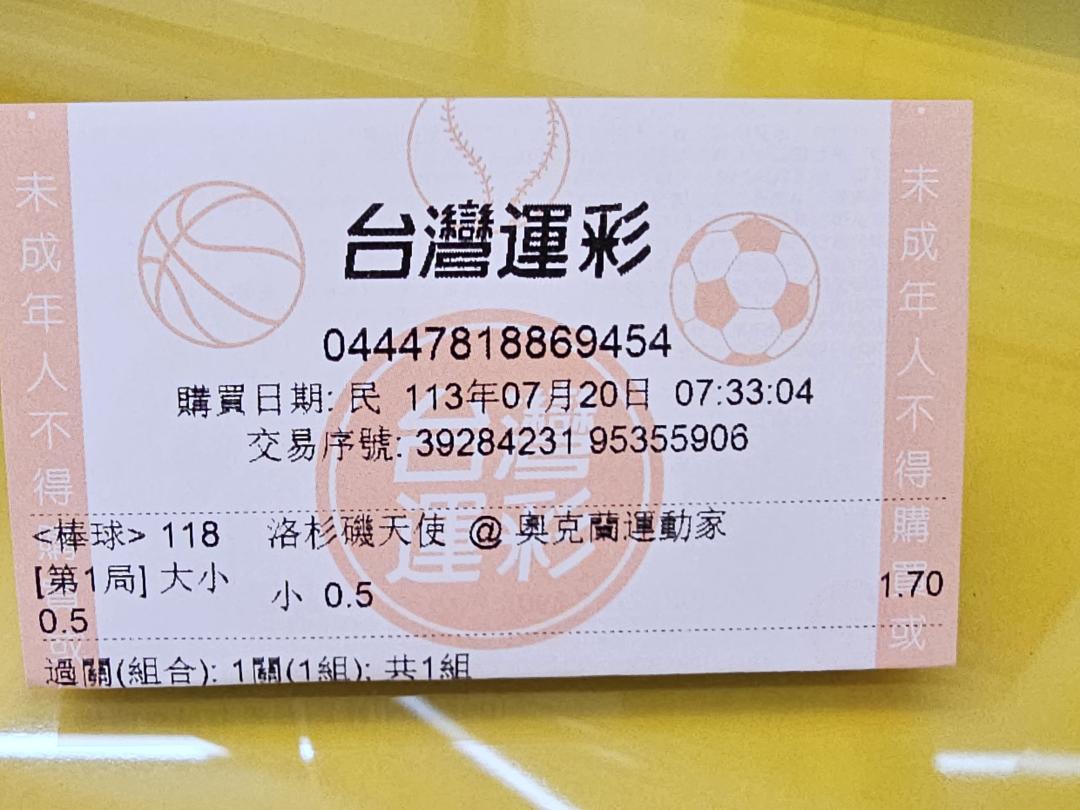 台灣運彩
04447818869454
購買日期: 民 113年07月20日 07:33:04
交易序號: 39284231 95355906
台灣
運彩
<棒球> 118 洛杉磯天使 @ 奧克蘭運動家
[第1局] 大小 小 0.5 1.70
0.5
過關(組合): 1關(1組); 共1組
未成年人不得購買或
未成年人不得購買或